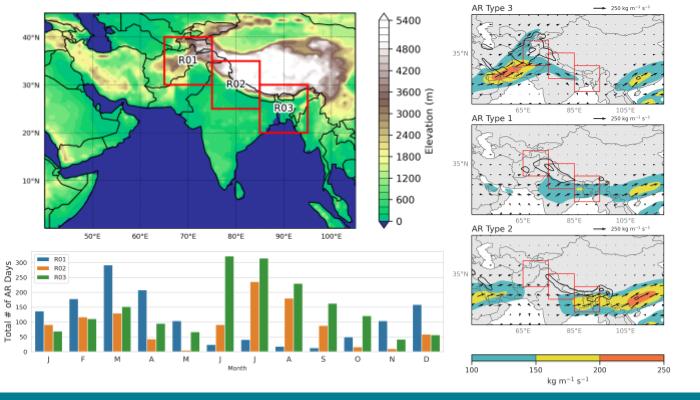 40°N
30°N
20°N
10°N
50°E
60°E
70°E
80°E
90°E
100°E
R01
R02
R03
5400
4800
4200
3600
3000
2400
1800
1200
600
0
Elevation (m)
Total # of AR Days
300
250
200
150
100
50
0
R01
R02
R03
J
F
M
A
M
J
J
A
S
O
N
D
Month
AR Type 3
250 kg m⁻¹ s⁻¹
35°N
65°E
85°E
105°E
AR Type 1
250 kg m⁻¹ s⁻¹
35°N
65°E
85°E
105°E
AR Type 2
250 kg m⁻¹ s⁻¹
35°N
65°E
85°E
105°E
100
150
200
250
kg m⁻¹ s⁻¹